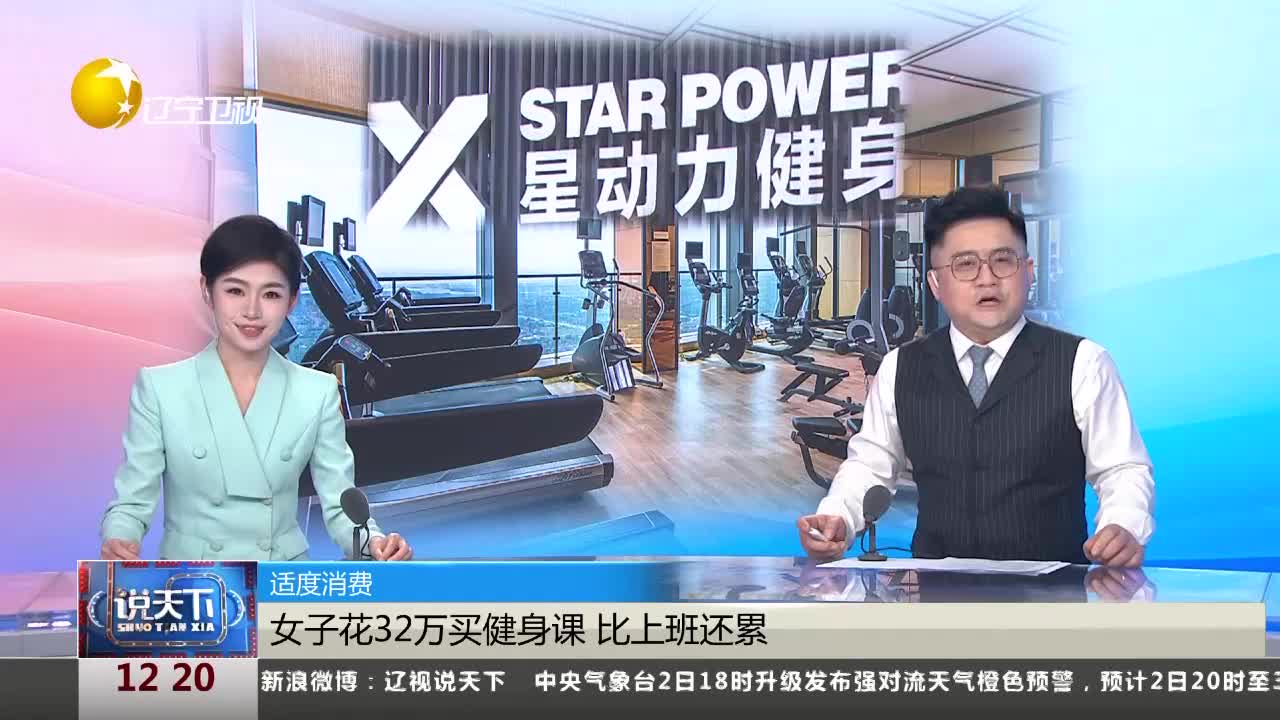 辽宁卫视
STAR POWER
星动力健身
适度消费
说天下
SHUO TIAN XIA
女子花32万买健身课 比上班还累
12 20
新浪微博：辽视说天下 中央气象台2日18时升级发布强对流天气橙色预警，预计2日20时至3